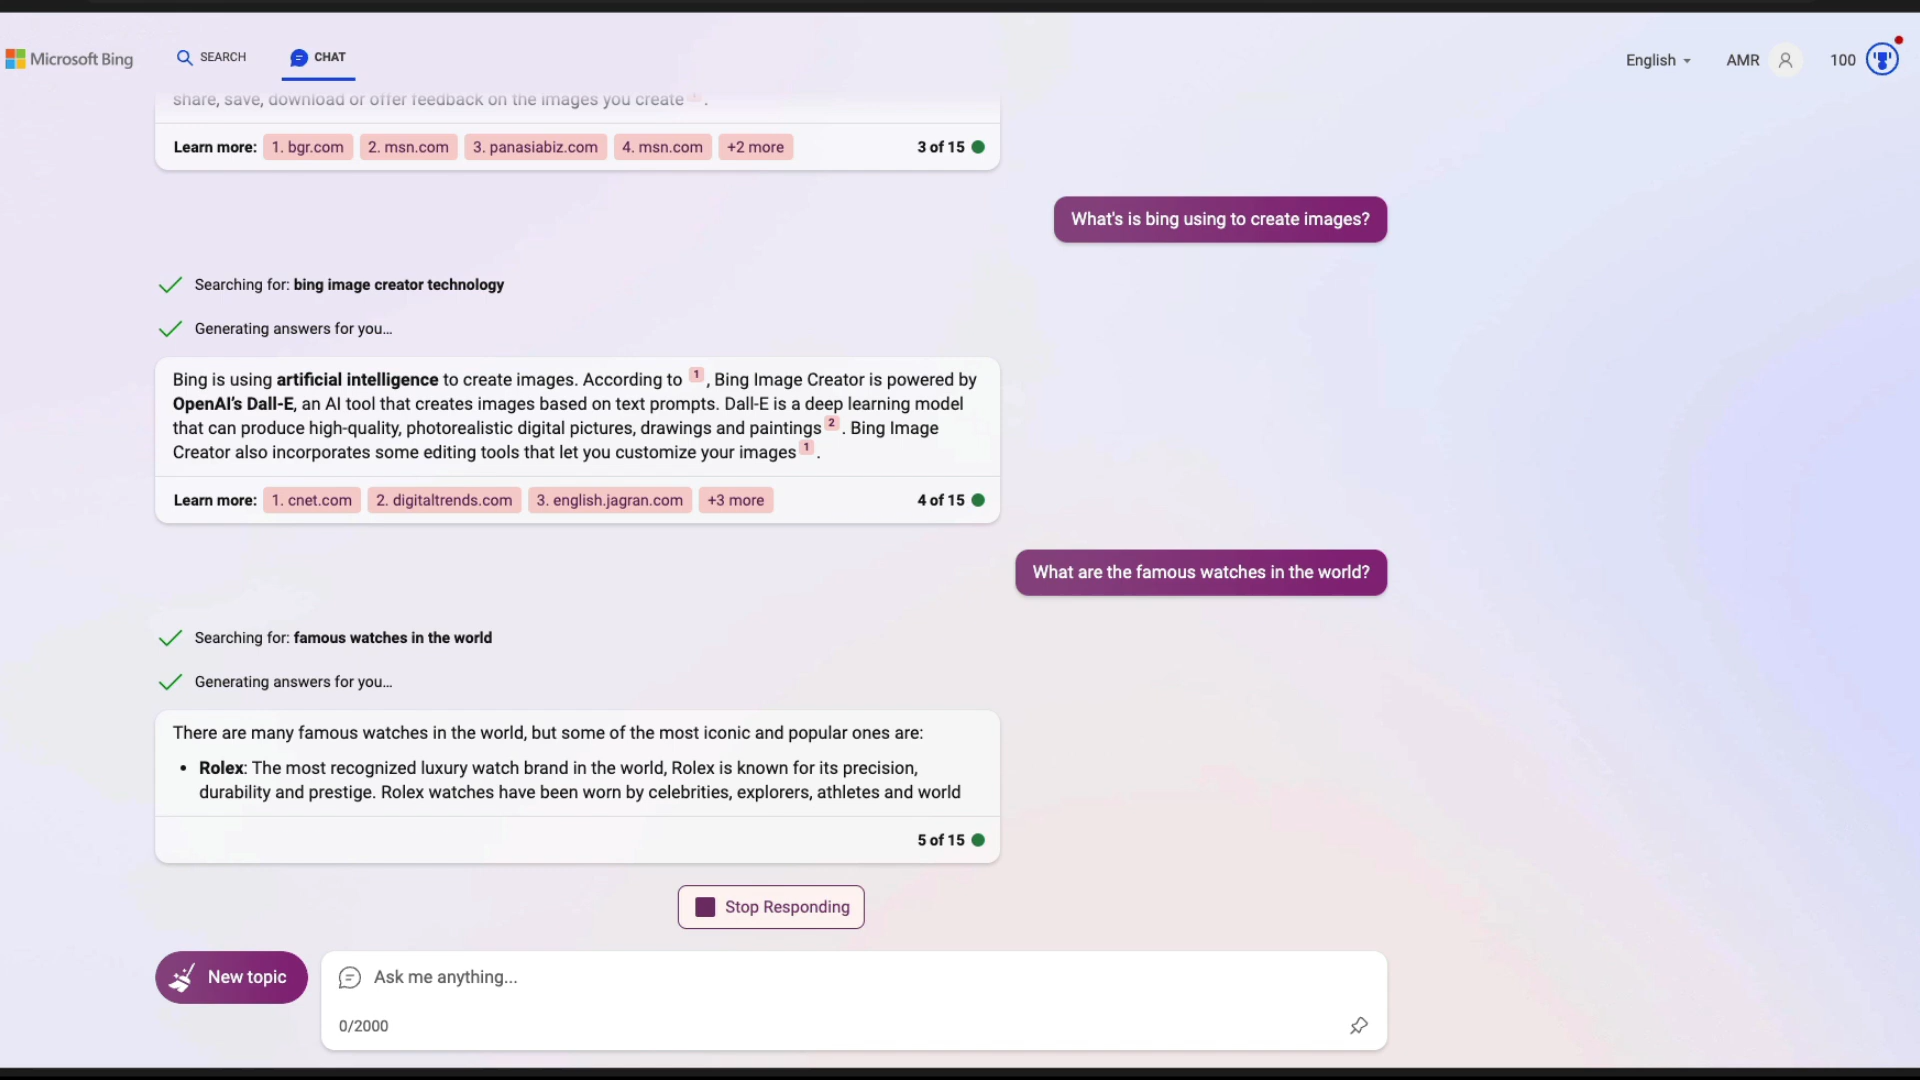 Microsoft Bing
SEARCH
CHAT
English
AMR
100
share, save, download or offer feedback on the images you create .
Learn more: 1. bgr.com 2. msn.com 3. panasiabiz.com 4. msn.com +2 more 3 of 15
What's is bing using to create images?
Searching for: bing image creator technology
Generating answers for you...
Bing is using artificial intelligence to create images. According to 1 , Bing Image Creator is powered by
OpenAI’s Dall-E, an AI tool that creates images based on text prompts. Dall-E is a deep learning model
that can produce high-quality, photorealistic digital pictures, drawings and paintings 2 . Bing Image
Creator also incorporates some editing tools that let you customize your images 1 .
Learn more: 1. cnet.com 2. digitaltrends.com 3. english.jagran.com +3 more 4 of 15
What are the famous watches in the world?
Searching for: famous watches in the world
Generating answers for you...
There are many famous watches in the world, but some of the most iconic and popular ones are:
• Rolex: The most recognized luxury watch brand in the world, Rolex is known for its precision,
durability and prestige. Rolex watches have been worn by celebrities, explorers, athletes and world
5 of 15
Stop Responding
New topic
Ask me anything...
0/2000